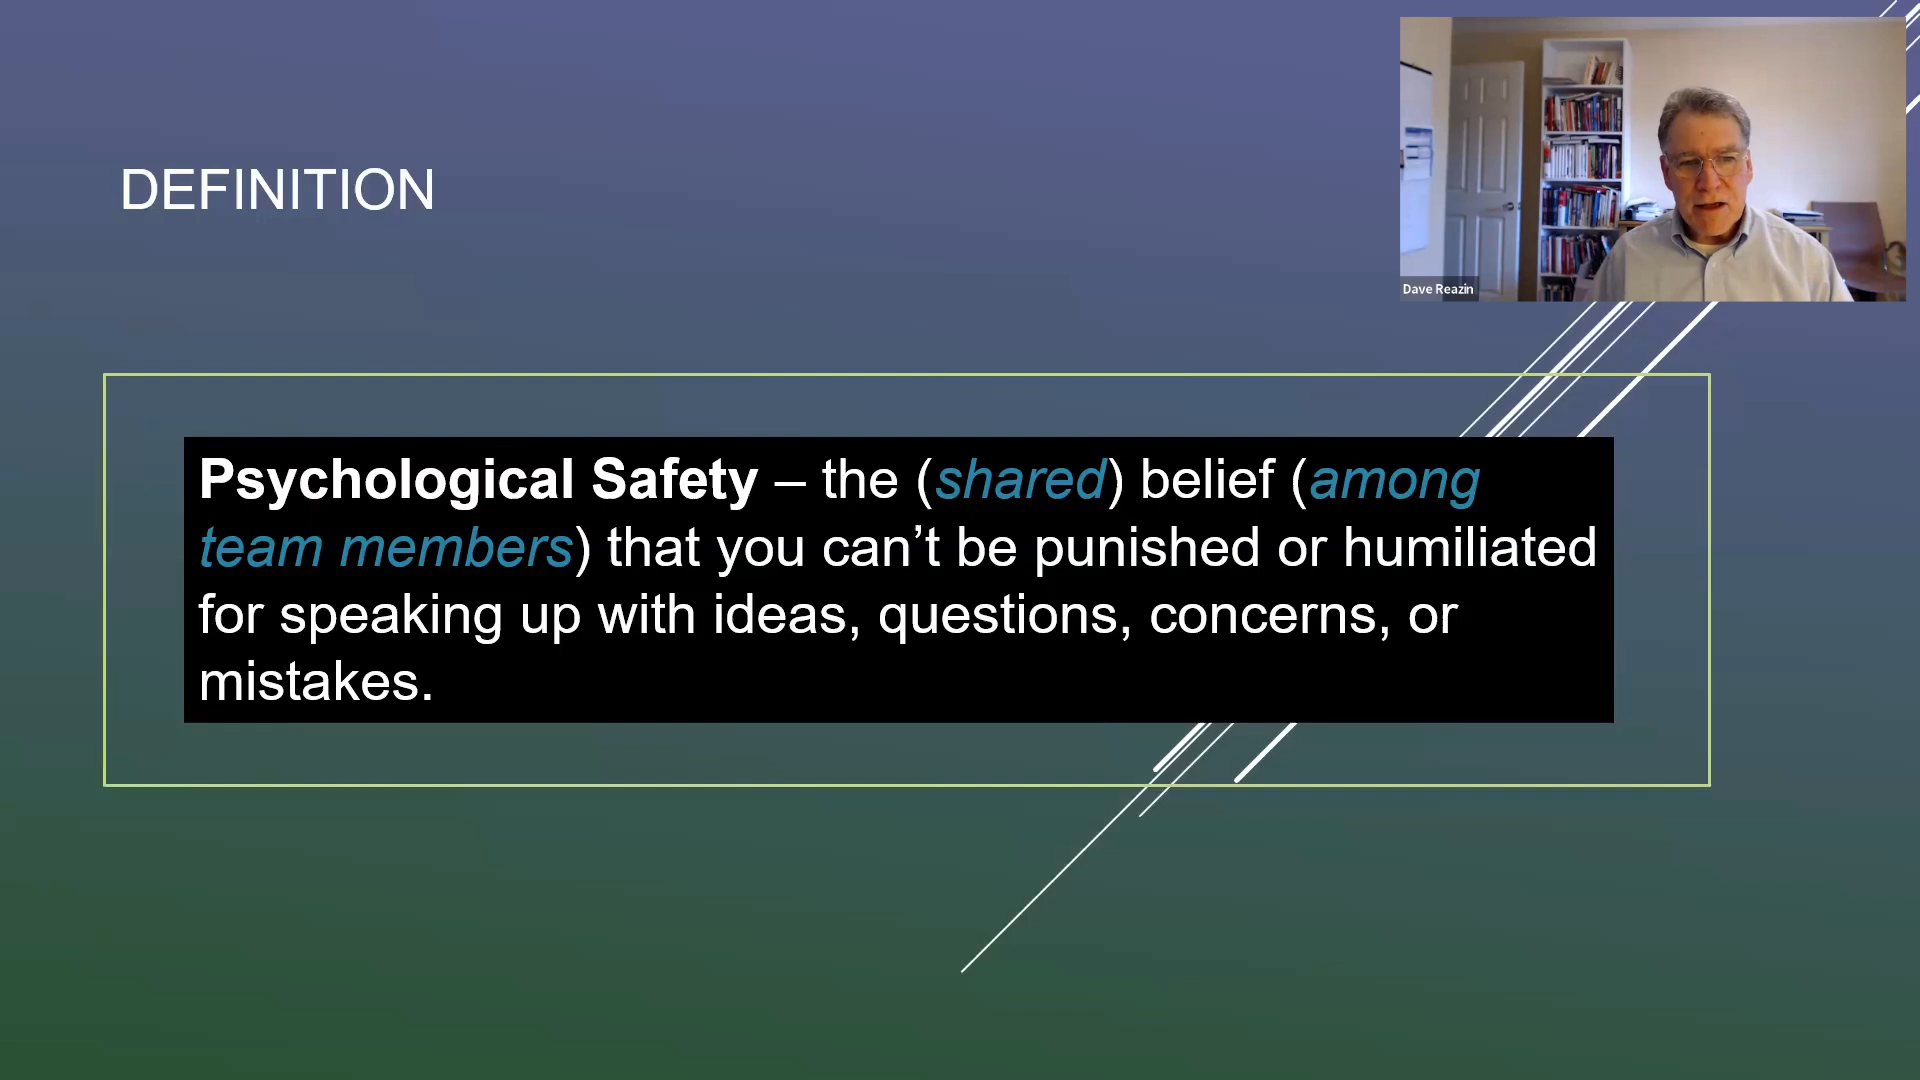 DEFINITION
Dave Reazin
Psychological Safety – the (shared) belief (among
team members) that you can’t be punished or humiliated
for speaking up with ideas, questions, concerns, or
mistakes.